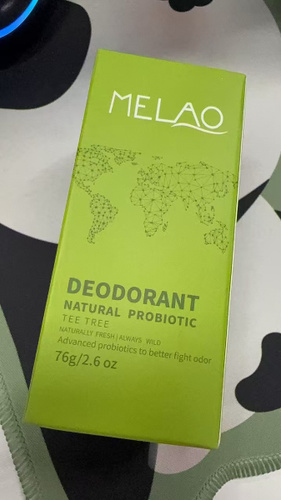 MELAO
DEODORANT
NATURAL PROBIOTIC
TEE TREE
NATURALLY FRESH | ALWAYS WILD
Advanced probiotics to better fight odor
76g/2.6 oz